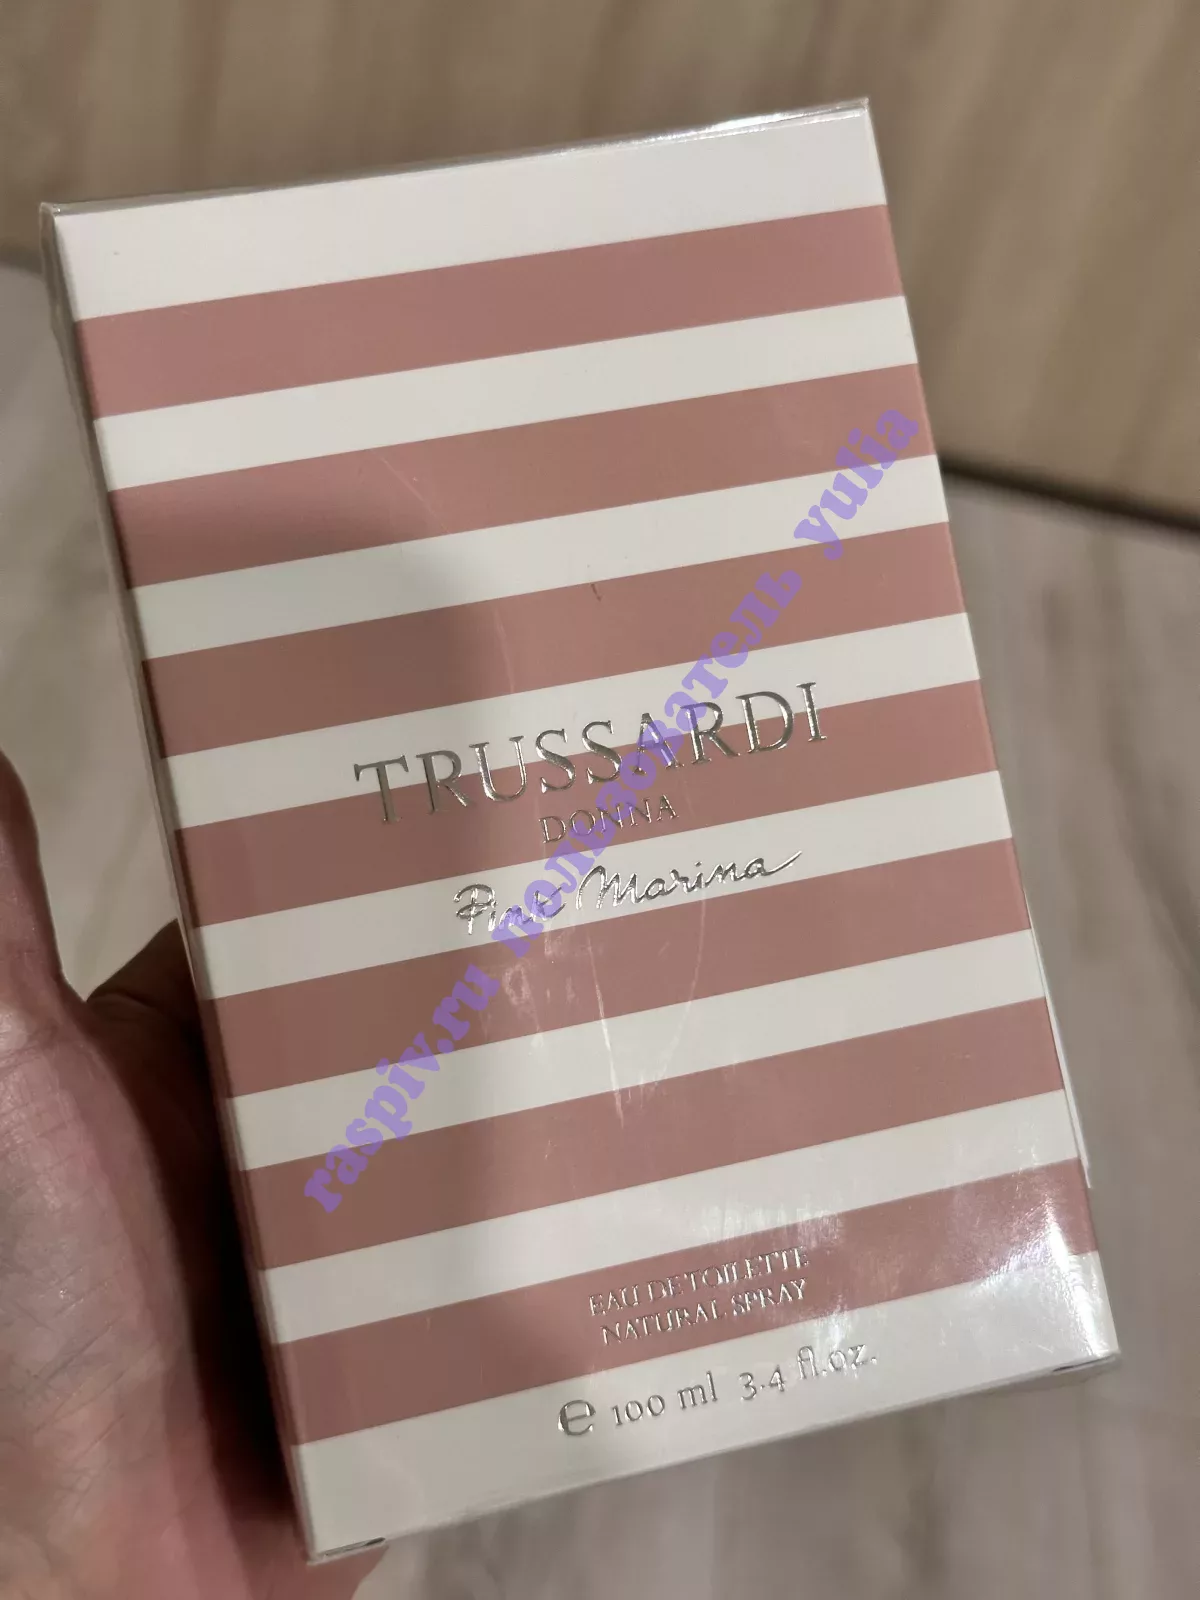 TRUSSARDI
DONNA
Pink Marina
EAU DE TOILETTE
NATURAL SPRAY
e 100 ml 3.4 fl.oz.
raspiv.ru пользователь yulia